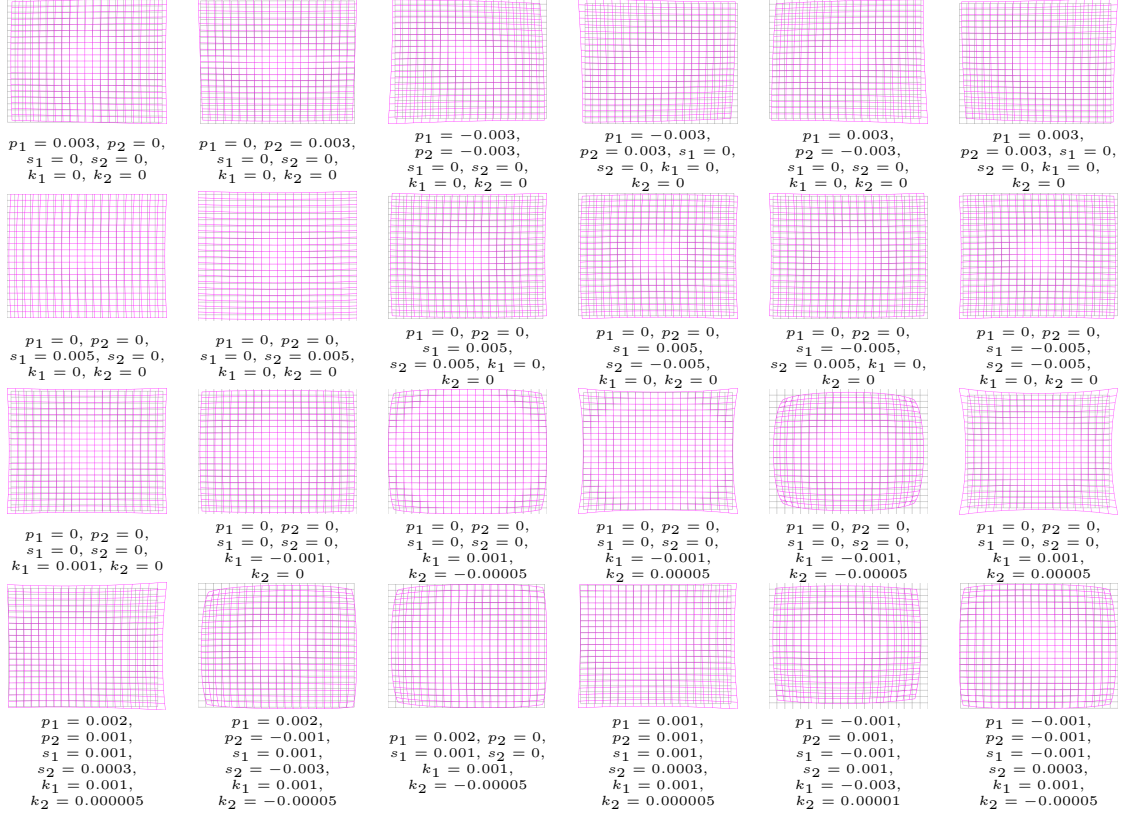 p1 = 0.003, p2 = 0,
s1 = 0, s2 = 0,
k1 = 0, k2 = 0
p1 = 0, p2 = 0.003,
s1 = 0, s2 = 0,
k1 = 0, k2 = 0
p1 = −0.003,
p2 = −0.003,
s1 = 0, s2 = 0,
k1 = 0, k2 = 0
p1 = −0.003,
p2 = 0.003, s1 = 0,
s2 = 0, k1 = 0,
k2 = 0
p1 = 0.003,
p2 = −0.003,
s1 = 0, s2 = 0,
k1 = 0, k2 = 0
p1 = 0.003,
p2 = 0.003, s1 = 0,
s2 = 0, k1 = 0,
k2 = 0
p1 = 0, p2 = 0,
s1 = 0.005, s2 = 0,
k1 = 0, k2 = 0
p1 = 0, p2 = 0,
s1 = 0, s2 = 0.005,
k1 = 0, k2 = 0
p1 = 0, p2 = 0,
s1 = 0.005,
s2 = 0.005, k1 = 0,
k2 = 0
p1 = 0, p2 = 0,
s1 = 0.005,
s2 = −0.005,
k1 = 0, k2 = 0
p1 = 0, p2 = 0,
s1 = −0.005,
s2 = 0.005, k1 = 0,
k2 = 0
p1 = 0, p2 = 0,
s1 = −0.005,
s2 = −0.005,
k1 = 0, k2 = 0
p1 = 0, p2 = 0,
s1 = 0, s2 = 0,
k1 = 0.001, k2 = 0
p1 = 0, p2 = 0,
s1 = 0, s2 = 0,
k1 = −0.001,
k2 = 0
p1 = 0, p2 = 0,
s1 = 0, s2 = 0,
k1 = 0.001,
k2 = −0.00005
p1 = 0, p2 = 0,
s1 = 0, s2 = 0,
k1 = −0.001,
k2 = 0.00005
p1 = 0, p2 = 0,
s1 = 0, s2 = 0,
k1 = −0.001,
k2 = −0.00005
p1 = 0, p2 = 0,
s1 = 0, s2 = 0,
k1 = 0.001,
k2 = 0.00005
p1 = 0.002,
p2 = 0.001,
s1 = 0.001,
s2 = 0.0003,
k1 = 0.001,
k2 = 0.000005
p1 = 0.002,
p2 = −0.001,
s1 = 0.001,
s2 = −0.003,
k1 = 0.001,
k2 = −0.00005
p1 = 0.002, p2 = 0,
s1 = 0.001, s2 = 0,
k1 = 0.001,
k2 = −0.00005
p1 = 0.001,
p2 = 0.001,
s1 = 0.001,
s2 = 0.0003,
k1 = 0.001,
k2 = 0.000005
p1 = −0.001,
p2 = 0.001,
s1 = −0.001,
s2 = 0.001,
k1 = −0.003,
k2 = 0.00001
p1 = −0.001,
p2 = −0.001,
s1 = −0.001,
s2 = 0.0003,
k1 = 0.001,
k2 = −0.00005